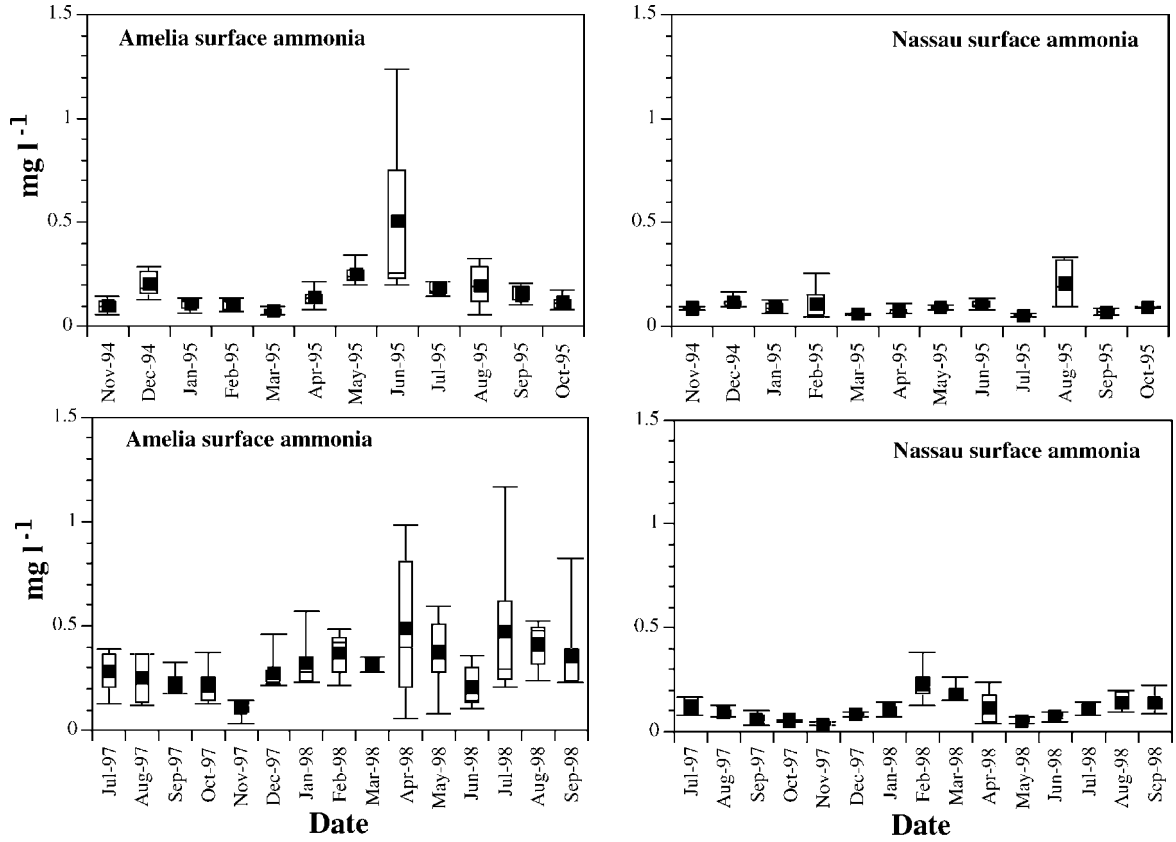 Amelia surface ammonia
mg l -1
1.5
1
0.5
0
Nov-94
Dec-94
Jan-95
Feb-95
Mar-95
Apr-95
May-95
Jun-95
Jul-95
Aug-95
Sep-95
Oct-95
Nassau surface ammonia
1.5
1
0.5
0
Nov-94
Dec-94
Jan-95
Feb-95
Mar-95
Apr-95
May-95
Jun-95
Jul-95
Aug-95
Sep-95
Oct-95
Amelia surface ammonia
mg l -1
1.5
1
0.5
0
Jul-97
Aug-97
Sep-97
Oct-97
Nov-97
Dec-97
Jan-98
Feb-98
Mar-98
Apr-98
May-98
Jun-98
Jul-98
Aug-98
Sep-98
Date
Nassau surface ammonia
1.5
1
0.5
0
Jul-97
Aug-97
Sep-97
Oct-97
Nov-97
Dec-97
Jan-98
Feb-98
Mar-98
Apr-98
May-98
Jun-98
Jul-98
Aug-98
Sep-98
Date